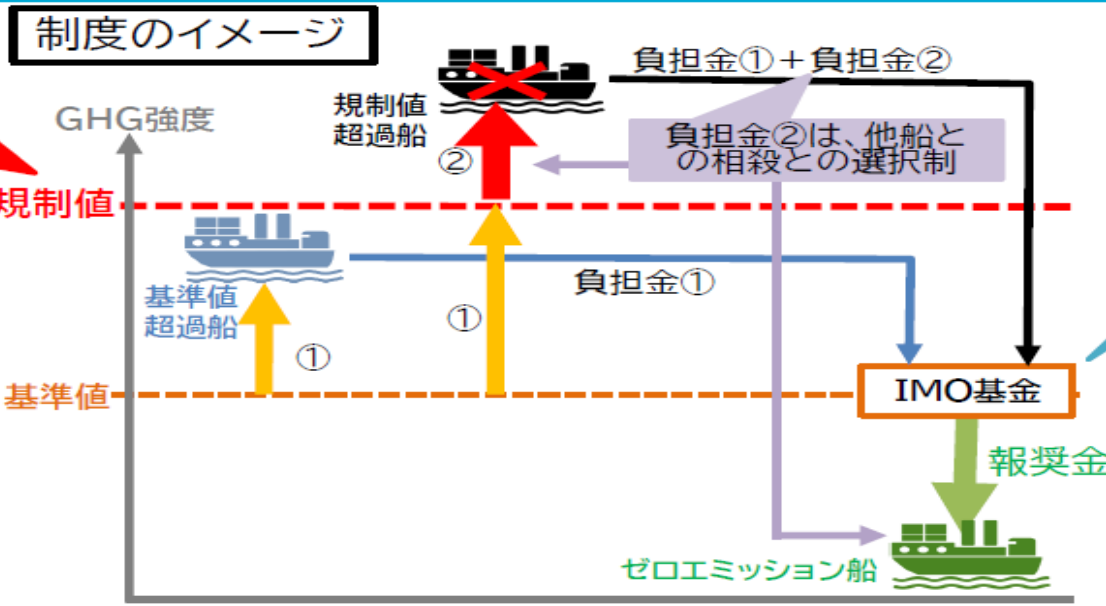 制度のイメージ
負担金①+負担金②
規制値
超過船
GHG強度
負担金②は、他船と
の相殺との選択制
②
規制値
基準値
超過船
負担金①
①
①
基準値
IMO基金
報奨金
ゼロエミッション船